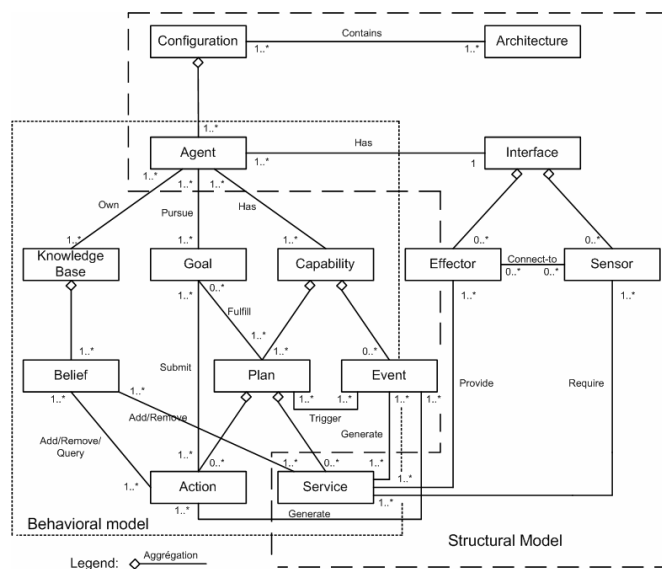 Contains
Configuration
Architecture
1..*
1..*
1..*
Has
Agent
Interface
1..*
1
1..*
1..*
1..*
Own
Pursue
Has
1..*
1..*
1..*
0..*
0..*
Knowledge
Base
Goal
Capability
Effector
Connect-to
Sensor
0..*
0..*
1..*
0..*
1..*
1..*
Fulfill
1..*
1..*
1..*
0..*
Belief
Submit
Plan
Event
Provide
Require
1..*
1..*
1..*
1..*
1..*
1..*
Trigger
Add/Remove
Generate
Add/Remove/
Query
1..*
0..*
1..*
0..*
1..*
1..*
1..*
Action
Service
1..*
1..*
Generate
Behavioral model
Structural Model
Legend:
Aggrégation